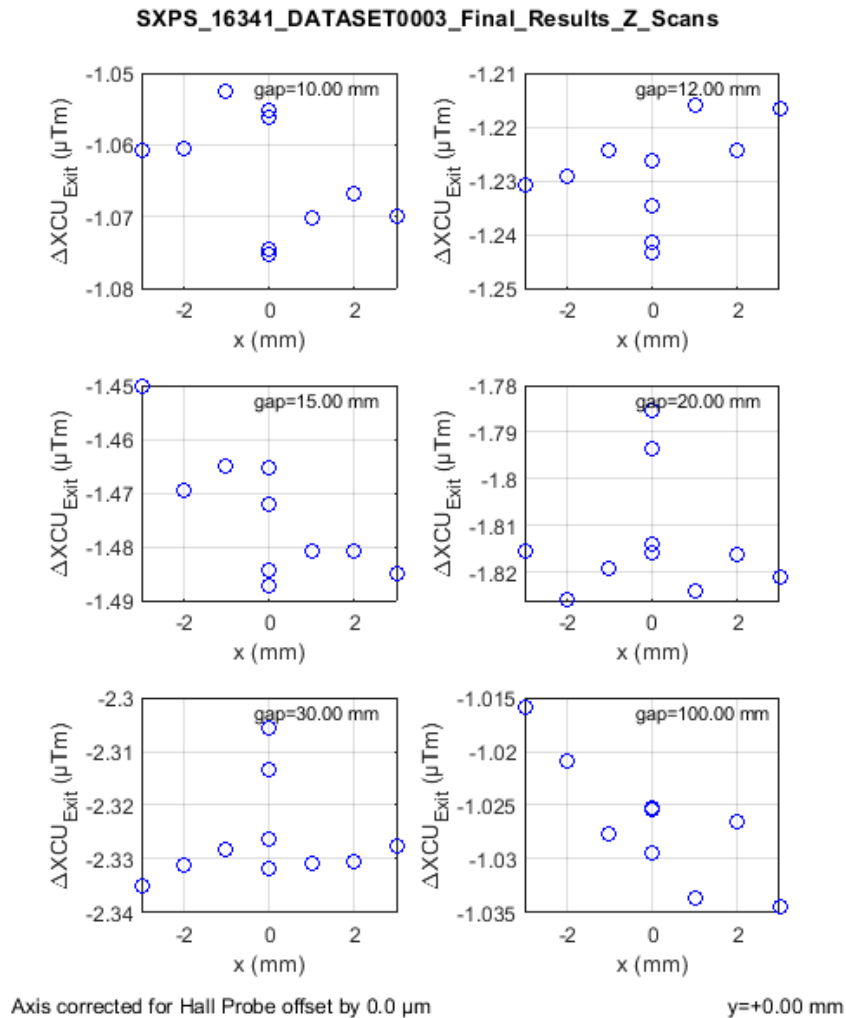 SXPS_16341_DATASET0003_Final_Results_Z_Scans
gap=10.00 mm
ΔXCU_Exit (µTm)
-1.05
-1.06
-1.07
-1.08
-2 0 2
x (mm)
gap=12.00 mm
ΔXCU_Exit (µTm)
-1.21
-1.22
-1.23
-1.24
-1.25
-2 0 2
x (mm)
gap=15.00 mm
ΔXCU_Exit (µTm)
-1.45
-1.46
-1.47
-1.48
-1.49
-2 0 2
x (mm)
gap=20.00 mm
ΔXCU_Exit (µTm)
-1.78
-1.79
-1.8
-1.81
-1.82
-2 0 2
x (mm)
gap=30.00 mm
ΔXCU_Exit (µTm)
-2.3
-2.31
-2.32
-2.33
-2.34
-2 0 2
x (mm)
gap=100.00 mm
ΔXCU_Exit (µTm)
-1.015
-1.02
-1.025
-1.03
-1.035
-2 0 2
x (mm)
Axis corrected for Hall Probe offset by 0.0 µm
y=+0.00 mm